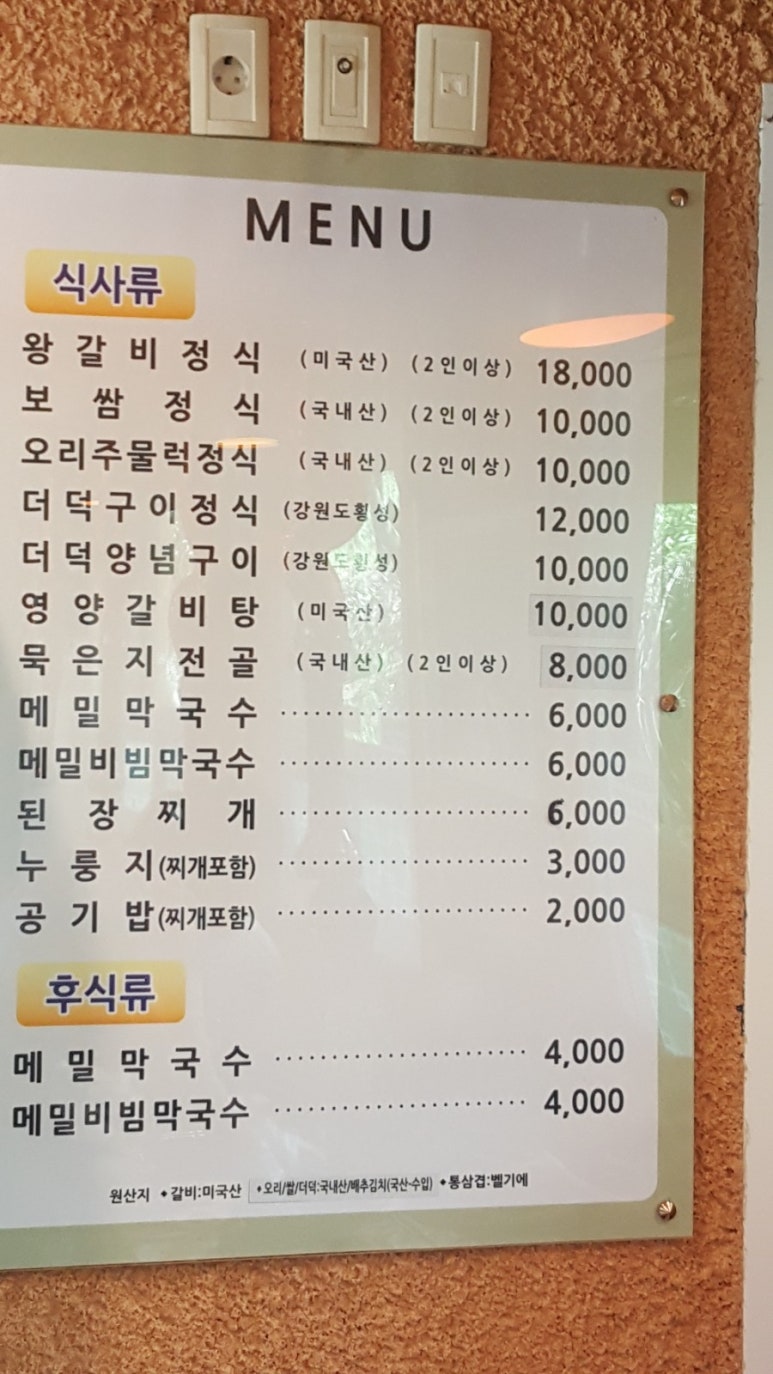 MENU
식사류
왕갈비정식 (미국산) (2인이상) 18,000
보쌈정식 (국내산) (2인이상) 10,000
오리주물럭정식 (국내산) (2인이상) 10,000
더덕구이정식 (강원도횡성) 12,000
더덕양념구이 (강원도횡성) 10,000
영양갈비탕 (미국산) 10,000
묵은지전골 (국내산) (2인이상) 8,000
메밀막국수 ······················ 6,000
메밀비빔막국수 ······················ 6,000
된장찌개 ······················ 6,000
누룽지(찌개포함) ······················ 3,000
공기밥(찌개포함) ······················ 2,000
후식류
메밀막국수 ······················ 4,000
메밀비빔막국수 ······················ 4,000
원산지 ◆갈비:미국산 ◆오리/쌀/더덕:국내산/배추김치(국산-수입) ◆통삼겹:벨기에